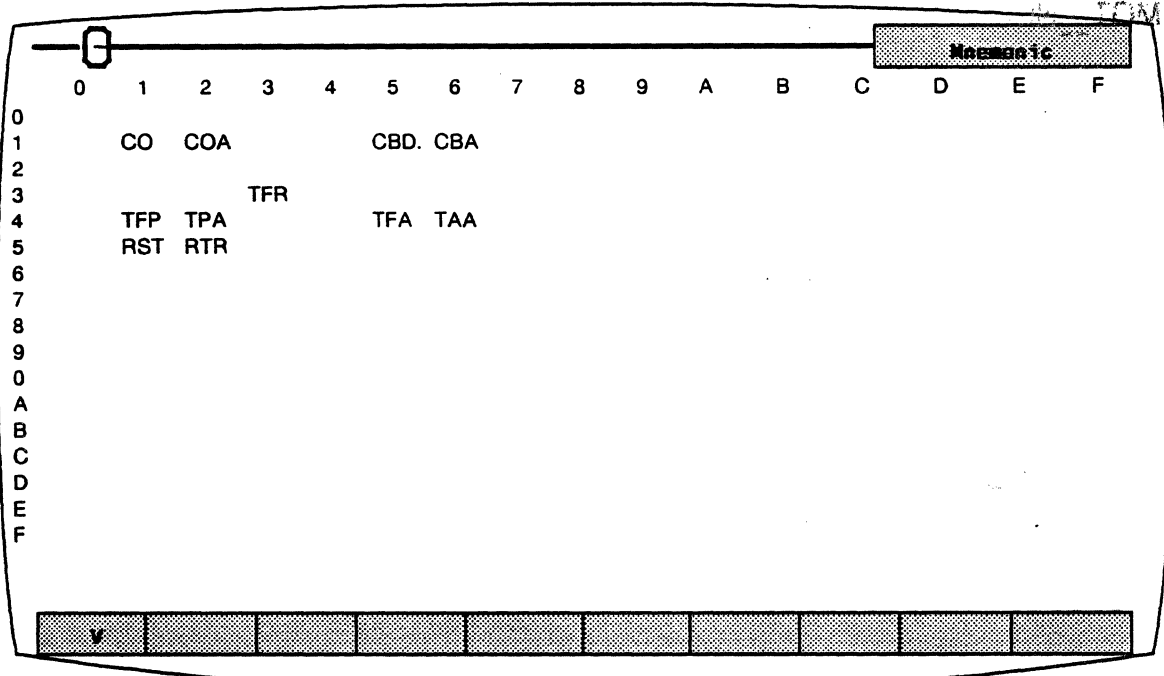 Mnemonic
0 1 2 3 4 5 6 7 8 9 A B C D E F
0
1 CO COA CBD. CBA
2
3 TFR
4 TFP TPA TFA TAA
5 RST RTR
6
7
8
9
0
A
B
C
D
E
F
V